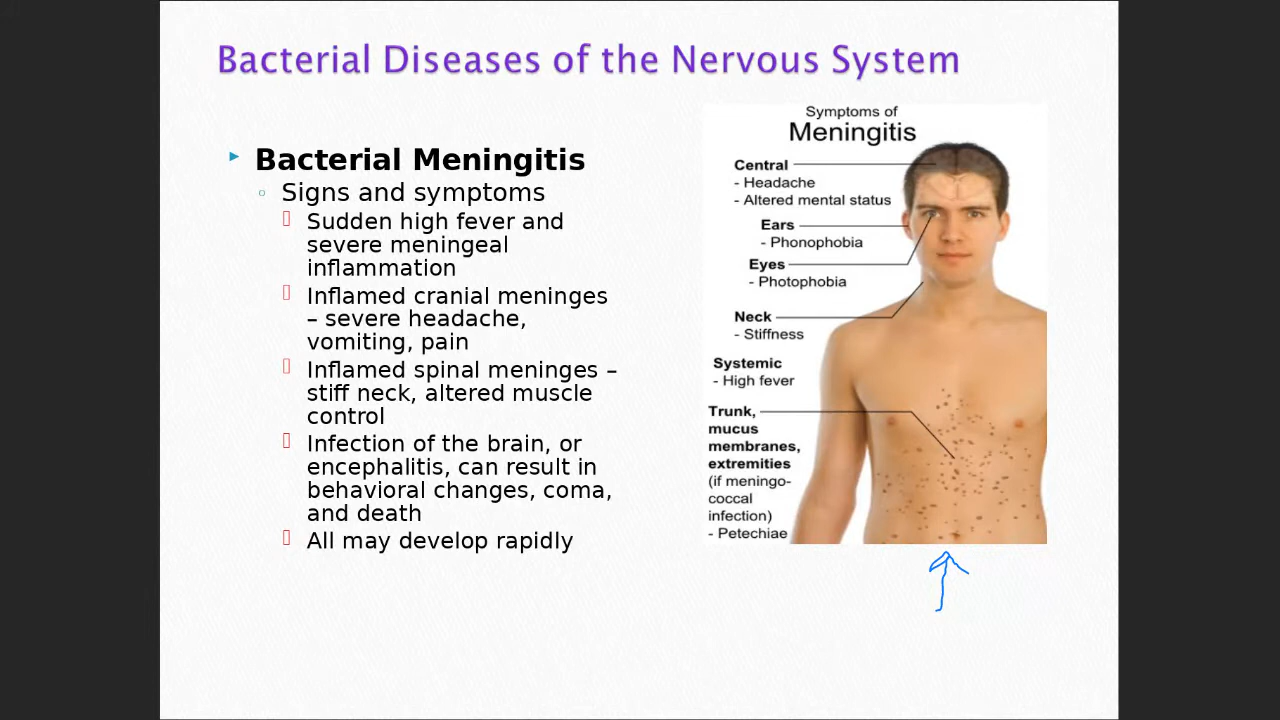 Bacterial Diseases of the Nervous System
Bacterial Meningitis
Signs and symptoms
Sudden high fever and
severe meningeal
inflammation
Inflamed cranial meninges
– severe headache,
vomiting, pain
Inflamed spinal meninges –
stiff neck, altered muscle
control
Infection of the brain, or
encephalitis, can result in
behavioral changes, coma,
and death
All may develop rapidly
Symptoms of
Meningitis
Central
- Headache
- Altered mental status
Ears
- Phonophobia
Eyes
- Photophobia
Neck
- Stiffness
Systemic
- High fever
Trunk,
mucus
membranes,
extremities
(if meningo-
coccal
infection)
- Petechiae